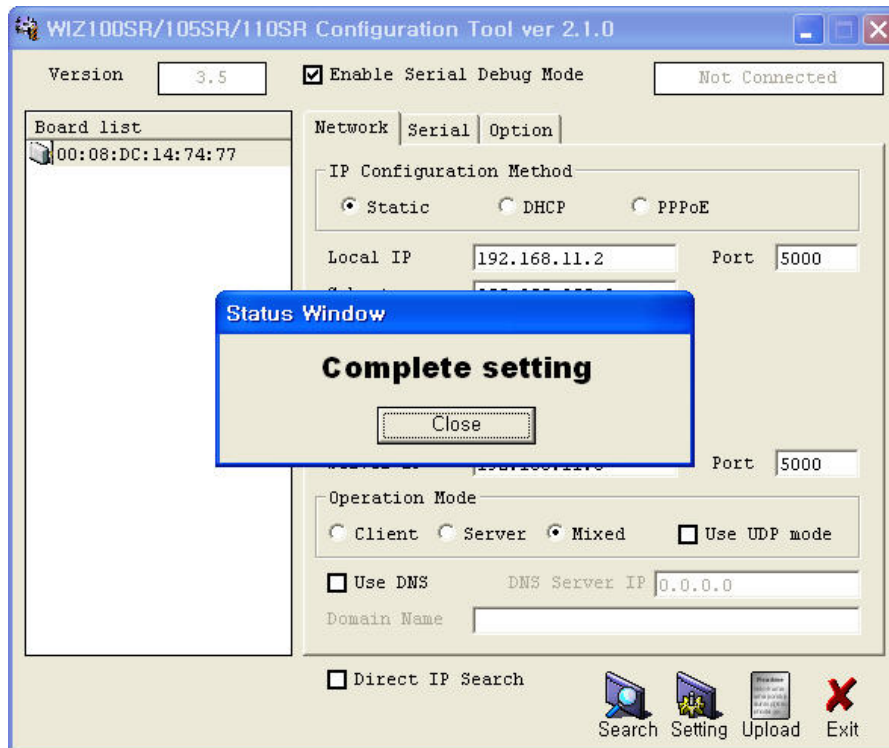 WIZ100SR/105SR/110SR Configuration Tool ver 2.1.0
Version 3.5 Enable Serial Debug Mode Not Connected
Board list
00:08:DC:14:74:77
Network Serial Option
IP Configuration Method
Static DHCP PPPoE
Local IP 192.168.11.2 Port 5000
Status Window
Complete setting
Close
Port 5000
Operation Mode
Client Server Mixed Use UDP mode
Use DNS DNS Server IP 0.0.0.0
Domain Name
Direct IP Search
Search Setting Upload Exit